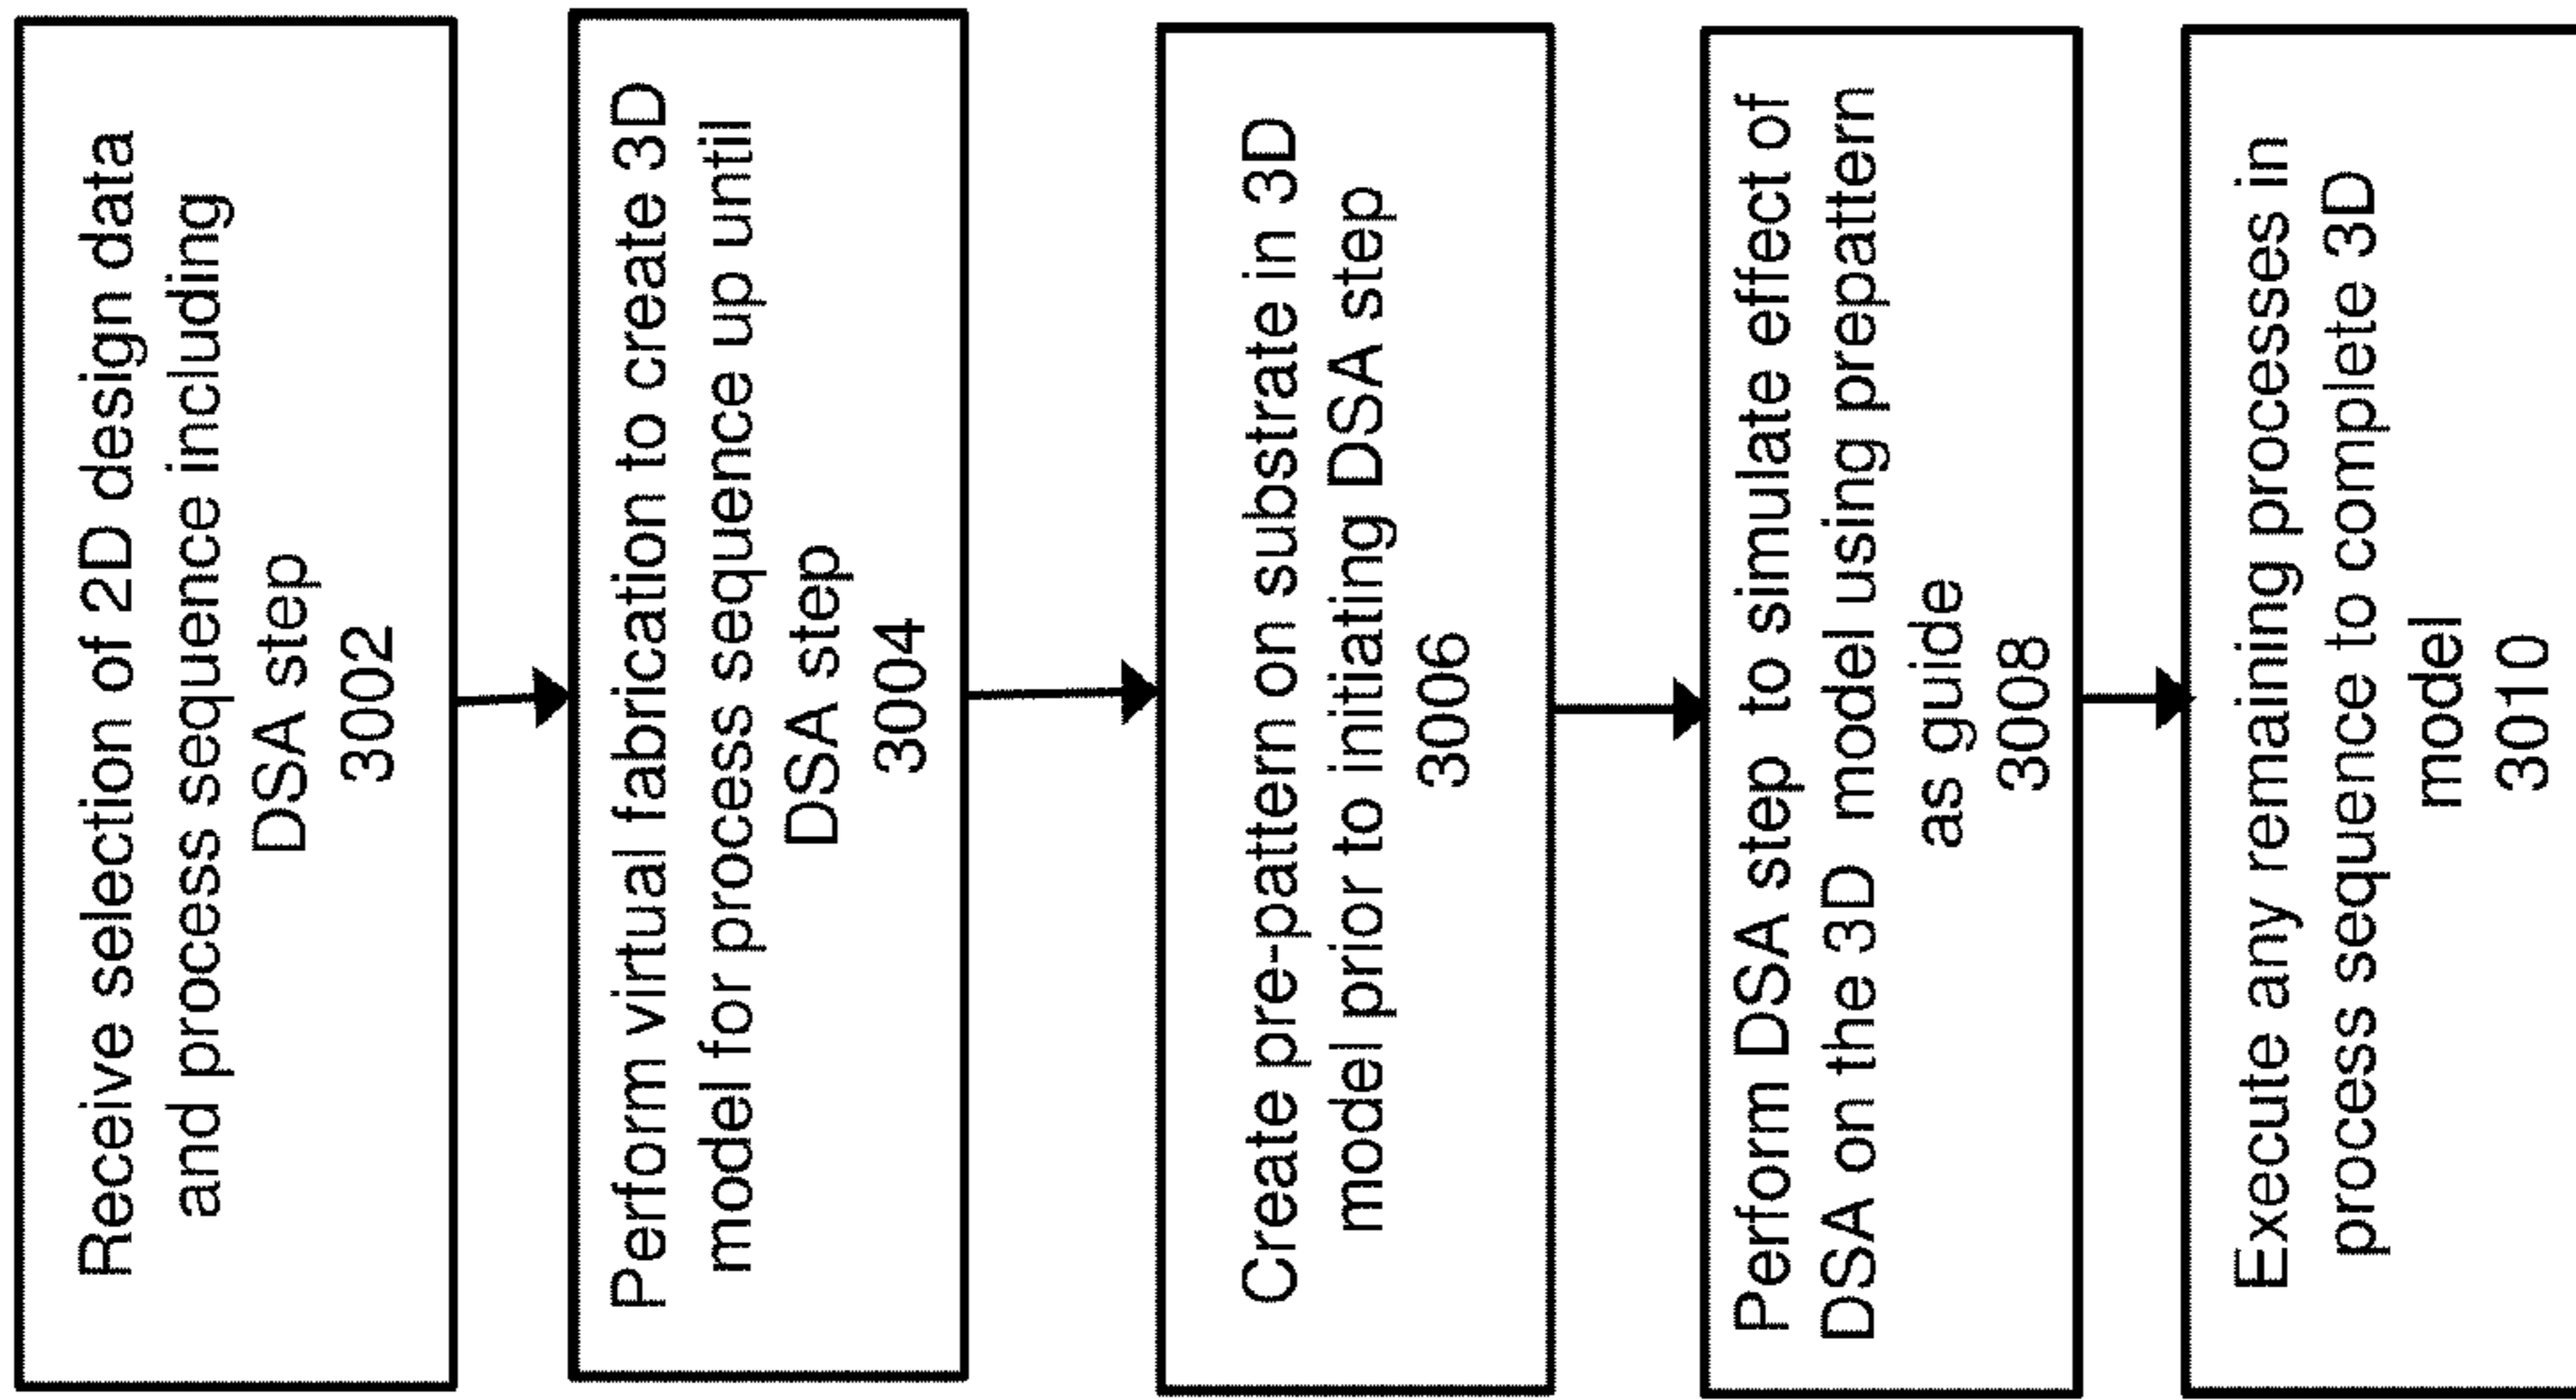 Receive selection of 2D design data
and process sequence including
DSA step
3002
Perform virtual fabrication to create 3D
model for process sequence up until
DSA step
3004
Create pre-pattern on substrate in 3D
model prior to initiating DSA step
3006
Perform DSA step to simulate effect of
DSA on the 3D model using prepattern
as guide
3008
Execute any remaining processes in
process sequence to complete 3D
model
3010